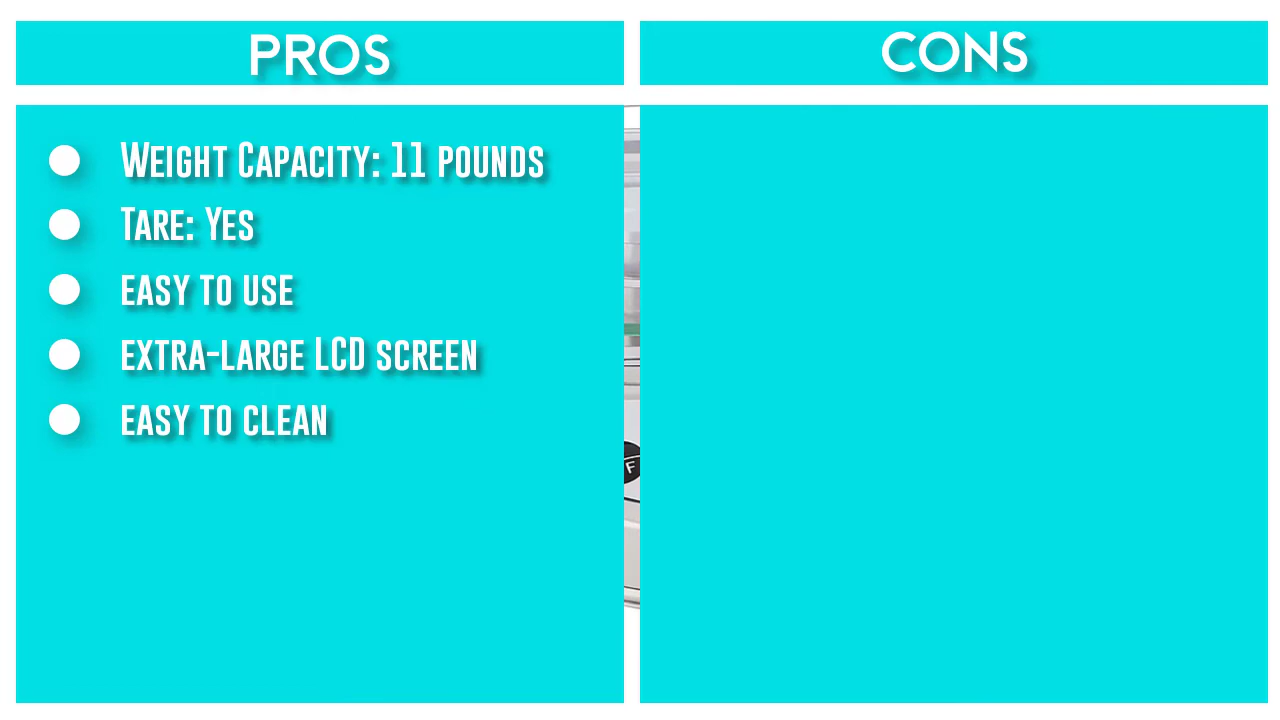 PROS
CONS
Weight Capacity: 11 pounds
Tare: Yes
easy to use
extra-large LCD screen
easy to clean
F